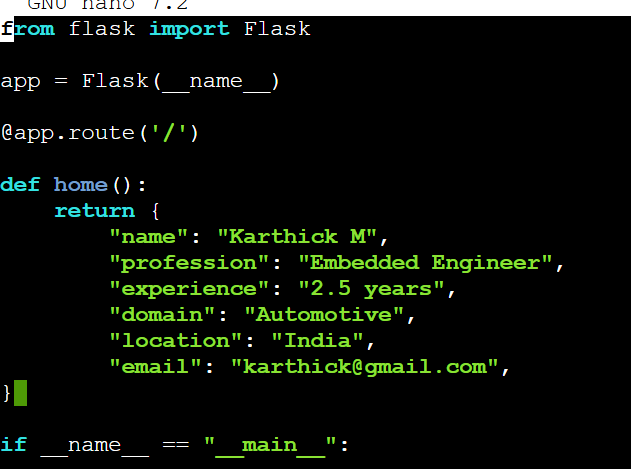 GNU nano 7.2
from flask import Flask
app = Flask(__name__)
@app.route('/')
def home():
    return {
        "name": "Karthick M",
        "profession": "Embedded Engineer",
        "experience": "2.5 years",
        "domain": "Automotive",
        "location": "India",
        "email": "karthick@gmail.com",
}
if __name__ == "__main__":